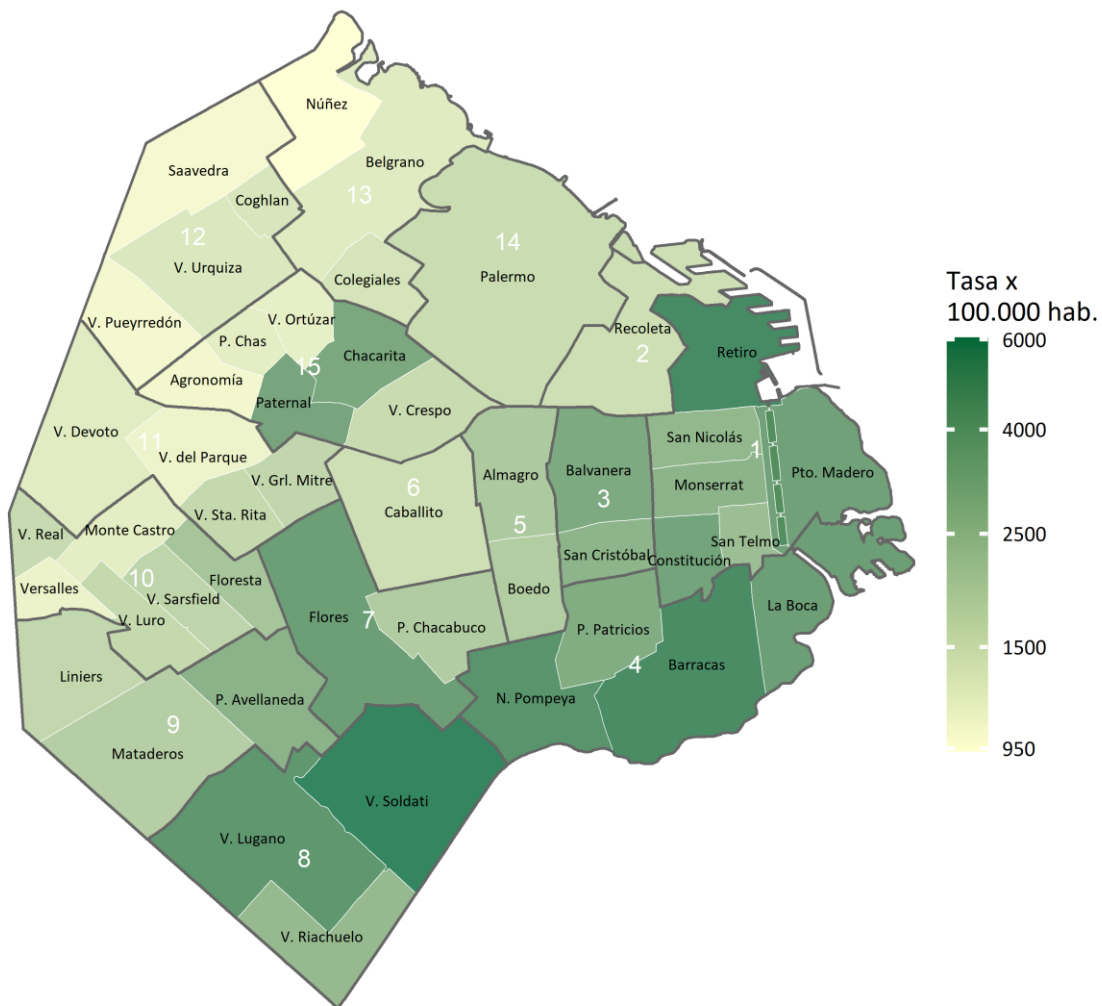 Núñez
Belgrano
13
Saavedra
Coghlan
12
V. Urquiza
14
Palermo
Colegiales
V. Pueyrredón
V. Ortúzar
P. Chas
Chacarita
15
Agronomía
Paternal
V. Crespo
Recoleta
2
Retiro
V. Devoto
11
V. del Parque
V. Grl. Mitre
V. Sta. Rita
6
Caballito
Almagro
5
Boedo
Balvanera
3
San Cristóbal
San Nicolás
1
Monserrat
San Telmo
Constitución
Pto. Madero
V. Real
Monte Castro
Versalles
10
V. Sarsfield
Floresta
V. Luro
Flores
7
P. Chacabuco
P. Patricios
4
Barracas
La Boca
N. Pompeya
Liniers
9
Mataderos
P. Avellaneda
V. Soldati
V. Lugano
8
V. Riachuelo
Tasa x
100.000 hab.
6000
4000
2500
1500
950